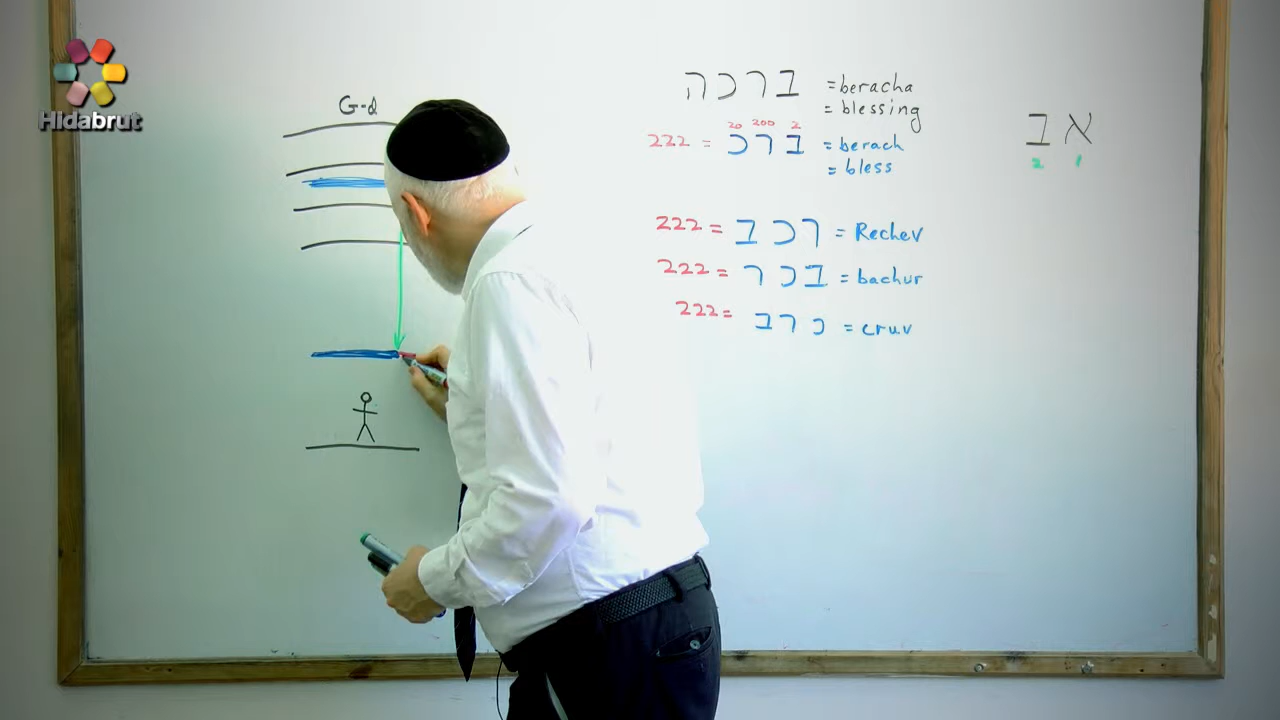 Hidabrut
G-d
ברכה = beracha
= blessing
2 200 20
ברכ = 222
= berach
= bless
רכב = 222
= Rechev
בכר = 222
= bachur
כרב = 222
= cruv
א ב
1 2